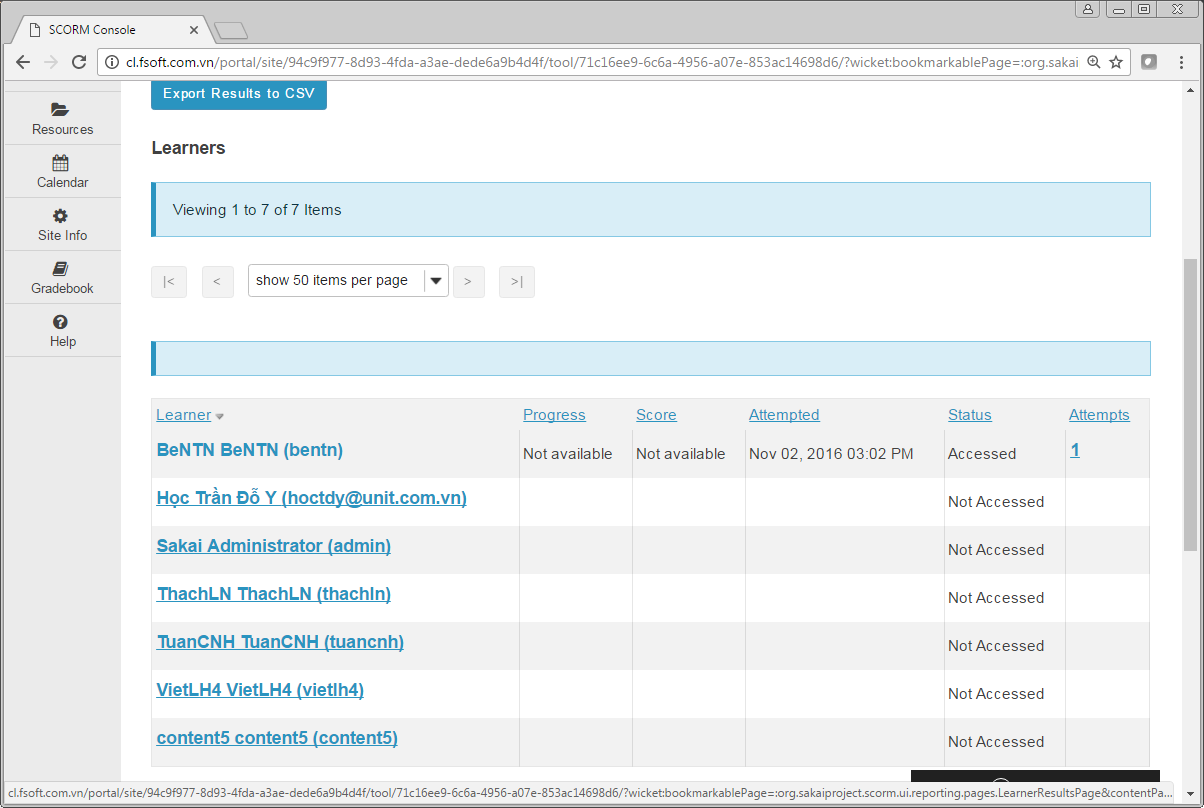 SCORM Console
cl.fsoft.com.vn/portal/site/94c9f977-8d93-4fda-a3ae-dede6a9b4d4f/tool/71c16ee9-6c6a-4956-a07e-853ac14698d6/?wicket:bookmarkablePage=:org.sakai
Resources
Calendar
Site Info
Gradebook
Help
Export Results to CSV
Learners
Viewing 1 to 7 of 7 Items
|< < show 50 items per page > >|
Learner Progress Score Attempted Status Attempts
BeNTN BeNTN (bentn) Not available Not available Nov 02, 2016 03:02 PM Accessed 1
Học Trần Đỗ Y (hoctdy@unit.com.vn) Not Accessed
Sakai Administrator (admin) Not Accessed
ThachLN ThachLN (thachln) Not Accessed
TuanCNH TuanCNH (tuancnh) Not Accessed
VietLH4 VietLH4 (vietlh4) Not Accessed
content5 content5 (content5) Not Accessed
cl.fsoft.com.vn/portal/site/94c9f977-8d93-4fda-a3ae-dede6a9b4d4f/tool/71c16ee9-6c6a-4956-a07e-853ac14698d6/?wicket:bookmarkablePage=:org.sakaiproject.scorm.ui.reporting.pages.LearnerResultsPage&contentPa...